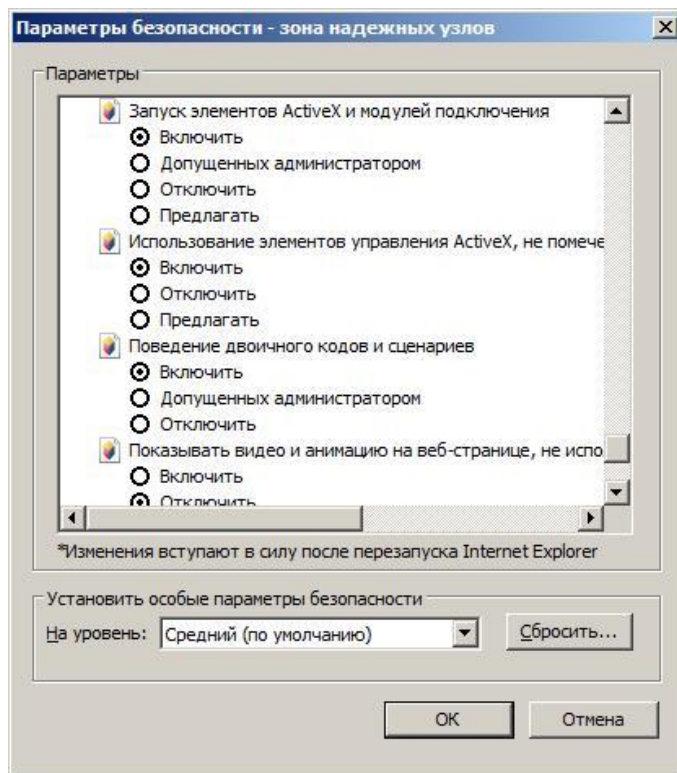 Параметры безопасности - зона надежных узлов
Параметры
Запуск элементов ActiveX и модулей подключения
Включить
Допущенных администратором
Отключить
Предлагать
Использование элементов управления ActiveX, не помече
Включить
Отключить
Предлагать
Поведение двоичного кодов и сценариев
Включить
Допущенных администратором
Отключить
Показывать видео и анимацию на веб-странице, не испо
Включить
Отключить
*Изменения вступают в силу после перезапуска Internet Explorer
Установить особые параметры безопасности
На уровень: Средний (по умолчанию) Сбросить...
OK Отмена